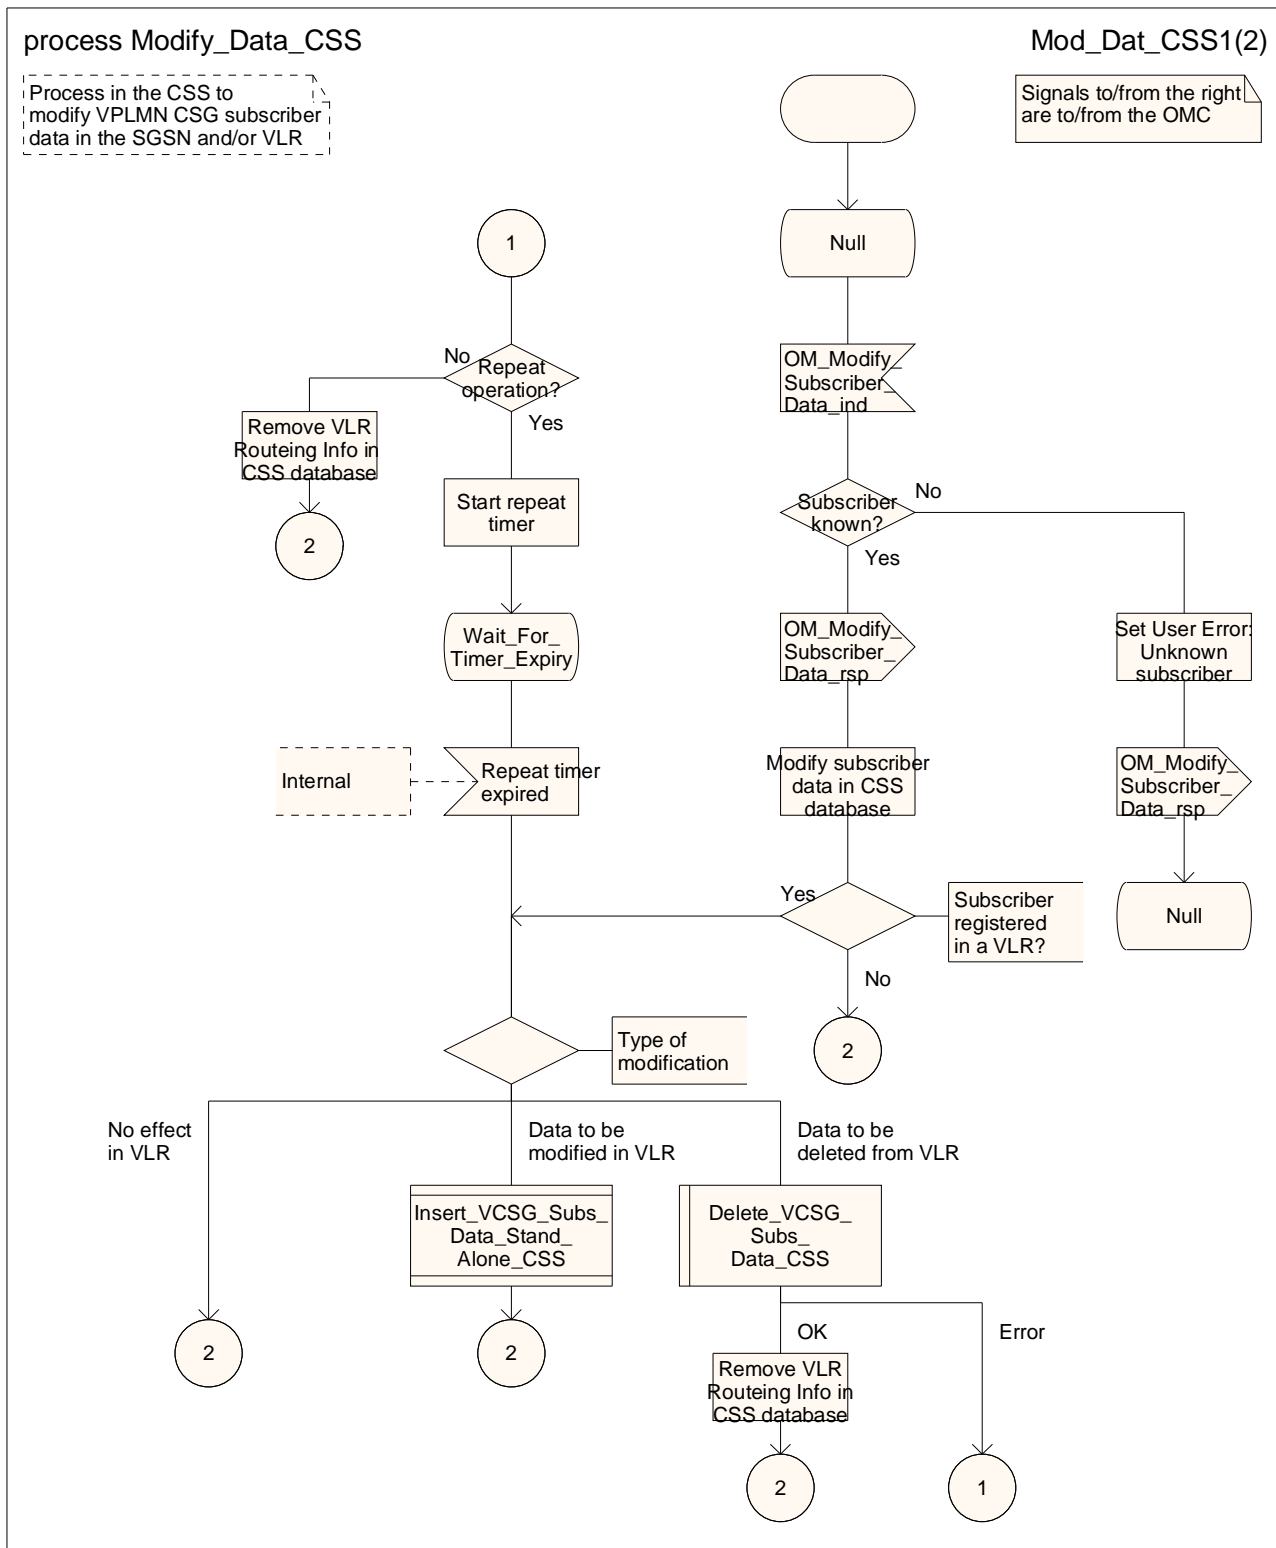 process Modify_Data_CSS
Mod_Dat_CSS1(2)
Process in the CSS to
modify VPLMN CSG subscriber
data in the SGSN and/or VLR
Signals to/from the right
are to/from the OMC
Null
1
OM_Modify_
Subscriber_
Data_ind
No
Repeat
operation?
Yes
Remove VLR
Routeing Info in
CSS database
2
Start repeat
timer
Subscriber
known?
No
Yes
Wait_For_
Timer_Expiry
OM_Modify_
Subscriber_
Data_rsp
Set User Error:
Unknown
subscriber
Internal
Repeat timer
expired
Modify subscriber
data in CSS
database
OM_Modify_
Subscriber_
Data_rsp
Yes
Subscriber
registered
in a VLR?
Null
No
2
Type of
modification
No effect
in VLR
Data to be
modified in VLR
Data to be
deleted from VLR
Insert_VCSG_Subs_
Data_Stand_
Alone_CSS
Delete_VCSG_
Subs_
Data_CSS
2
2
OK
Error
Remove VLR
Routeing Info in
CSS database
2
1